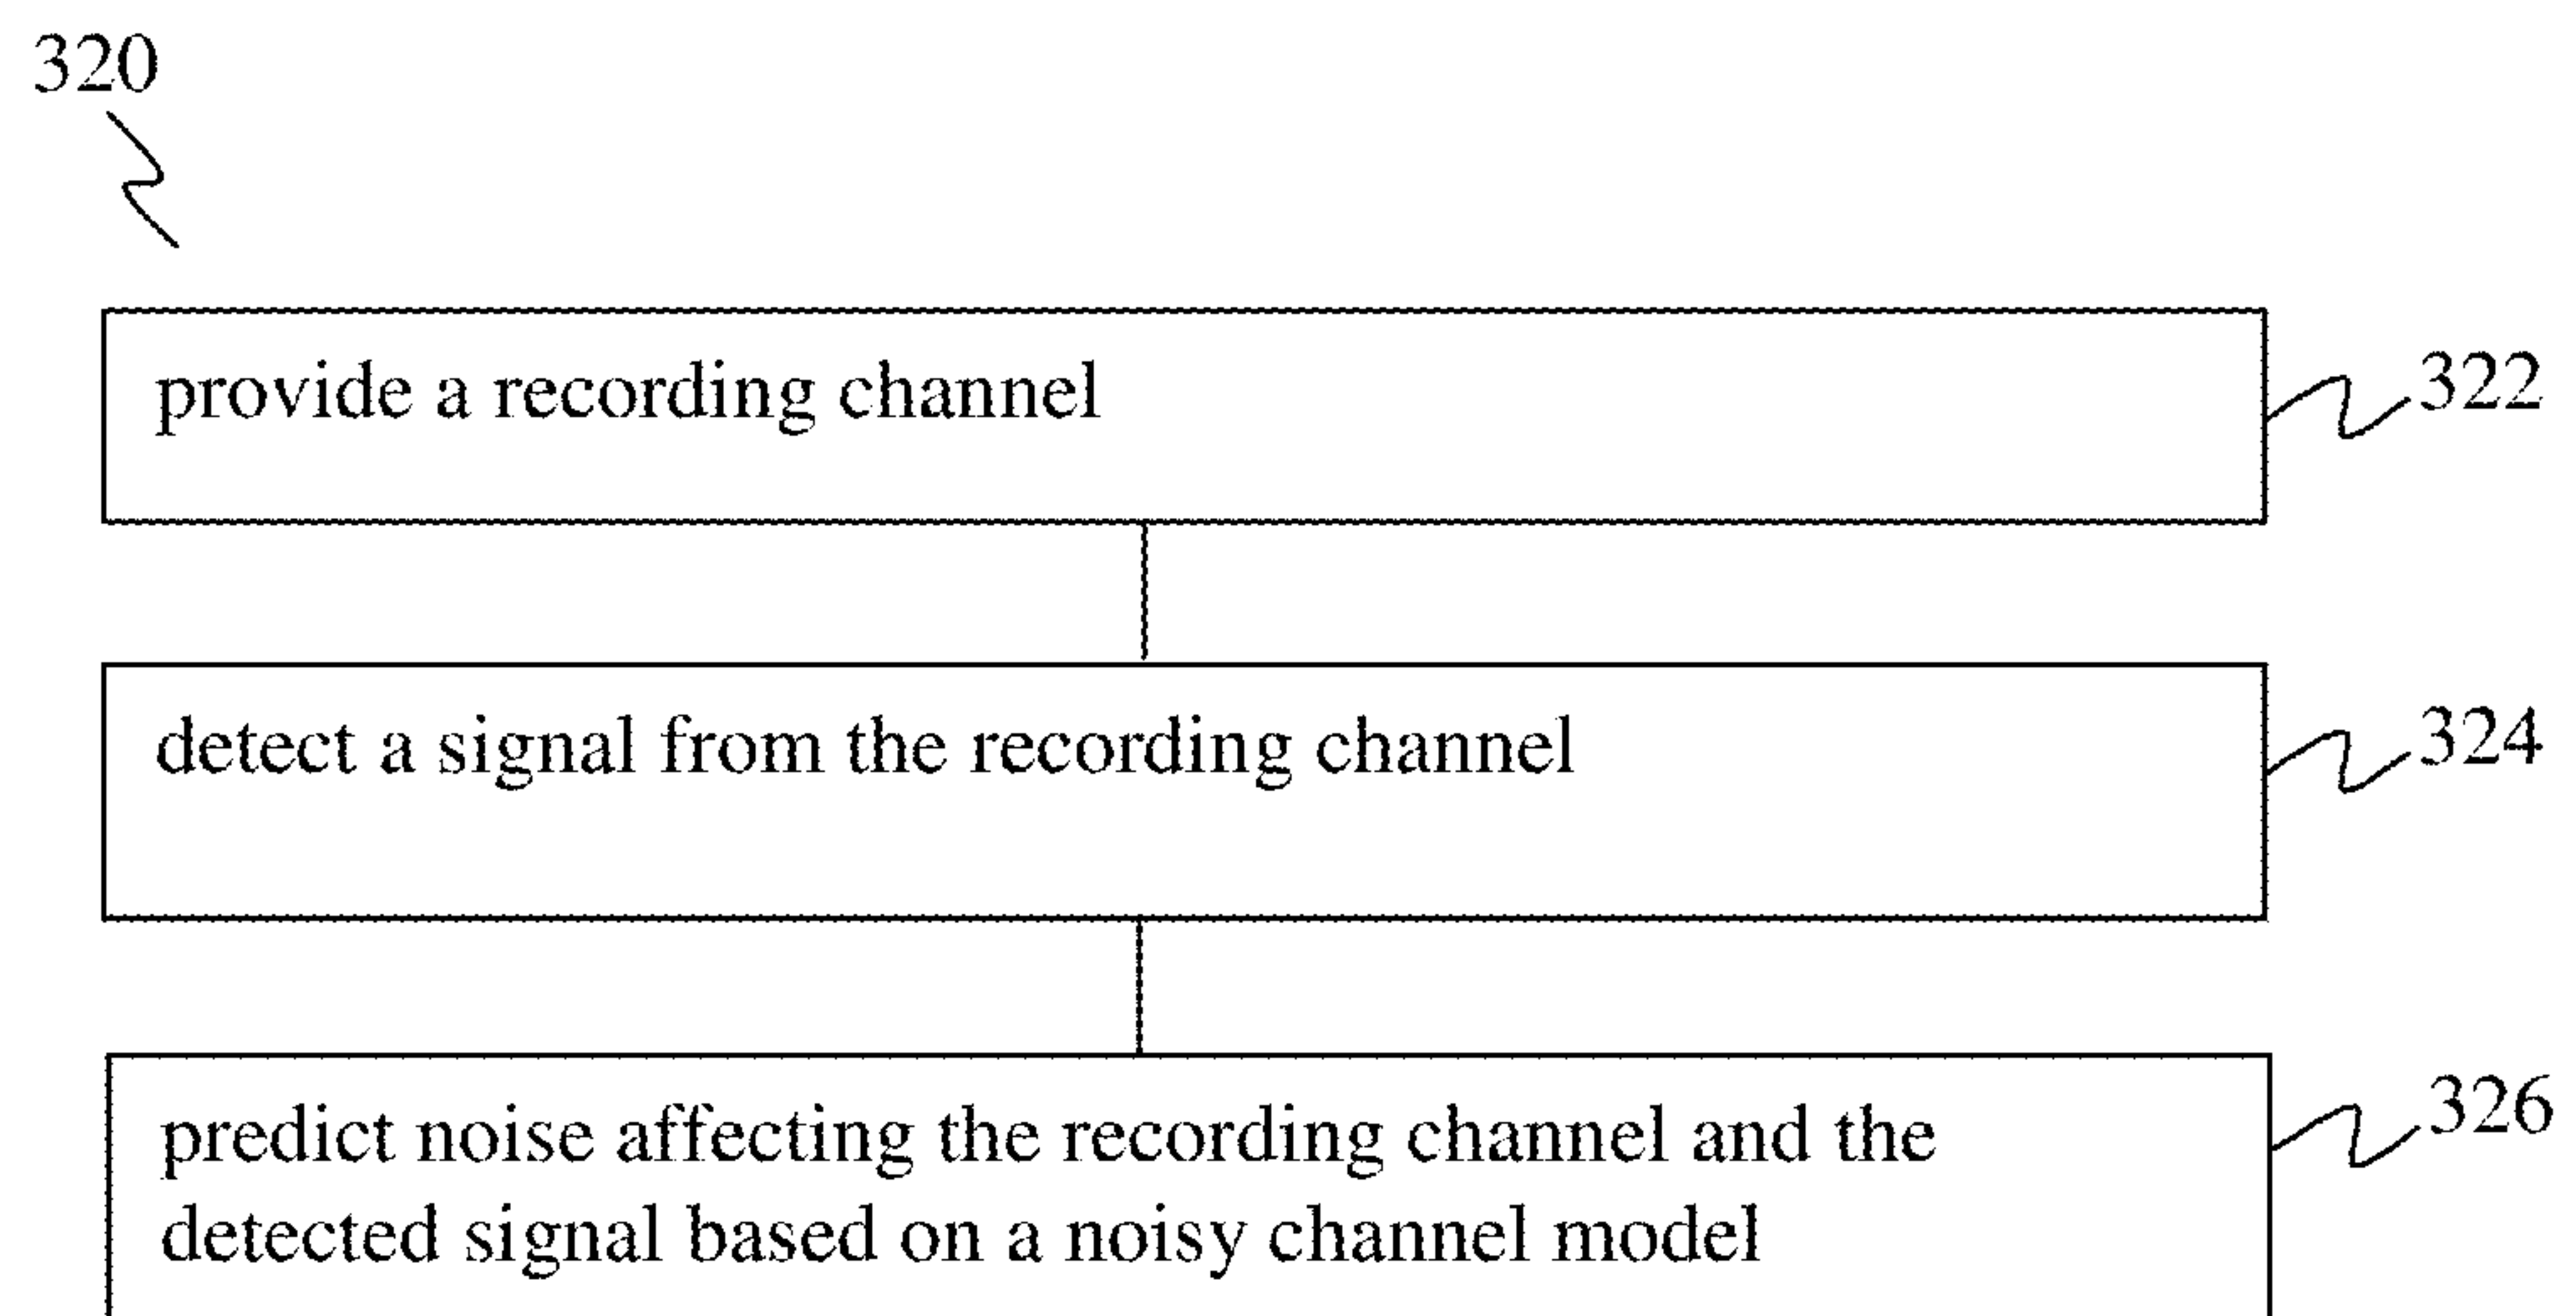 320
provide a recording channel
322
detect a signal from the recording channel
324
predict noise affecting the recording channel and the
detected signal based on a noisy channel model
326